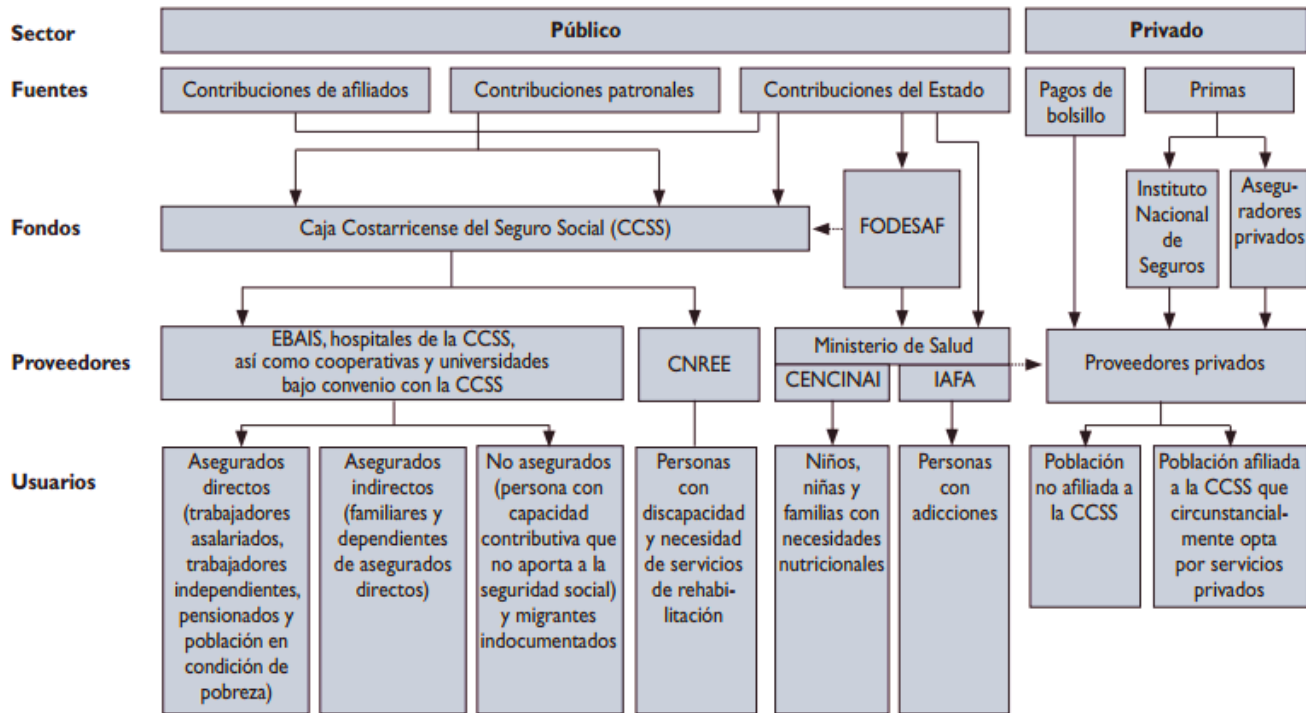 Sector
Público
Privado
Fuentes
Contribuciones de afiliados
Contribuciones patronales
Contribuciones del Estado
Pagos de
bolsillo
Primas
Fondos
Caja Costarricense del Seguro Social (CCSS)
FODESAF
Instituto
Nacional
de
Seguros
Asegu-
radores
privados
Proveedores
EBAIS, hospitales de la CCSS,
así como cooperativas y universidades
bajo convenio con la CCSS
CNREE
Ministerio de Salud
CENCINAI
IAFA
Proveedores privados
Usuarios
Asegurados
directos
(trabajadores
asalariados,
trabajadores
independientes,
pensionados y
población en
condición de
pobreza)
Asegurados
indirectos
(familiares y
dependientes
de asegurados
directos)
No asegurados
(persona con
capacidad
contributiva que
no aporta a la
seguridad social)
y migrantes
indocumentados
Personas
con
discapacidad
y necesidad
de servicios
de rehabi-
litación
Niños,
niñas y
familias con
necesidades
nutricionales
Personas
con
adicciones
Población
no afiliada a
la CCSS
Población afiliada
a la CCSS que
circunstancial-
mente opta
por servicios
privados